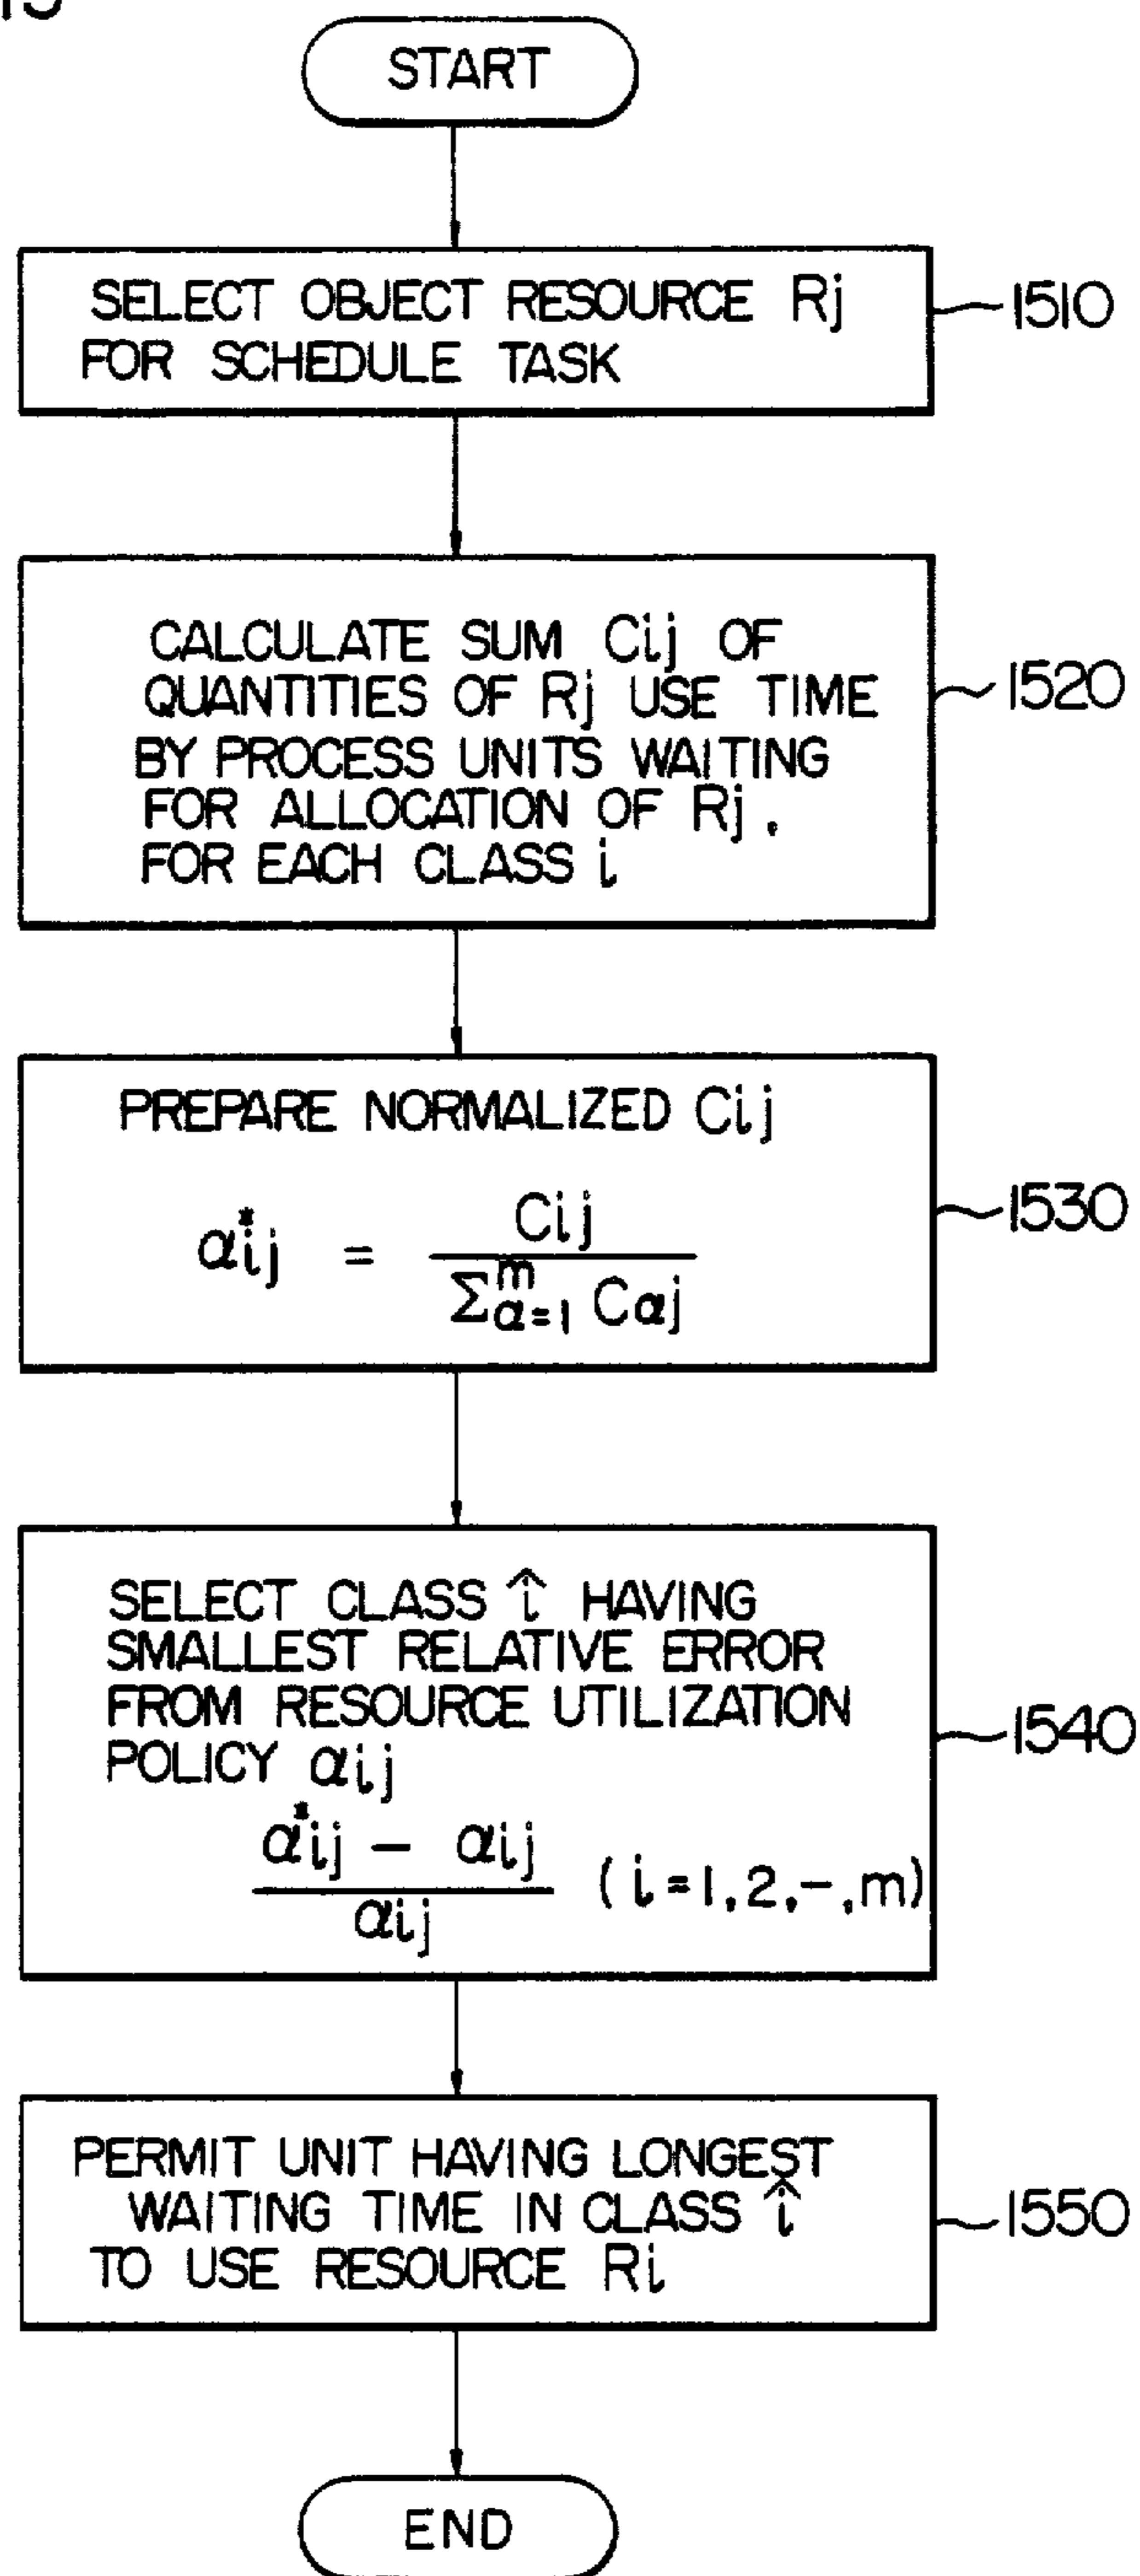 15
START
SELECT OBJECT RESOURCE Rj
FOR SCHEDULE TASK
1510
CALCULATE SUM Cij OF
QUANTITIES OF Rj USE TIME
BY PROCESS UNITS WAITING
FOR ALLOCATION OF Rj,
FOR EACH CLASS i
1520
PREPARE NORMALIZED Cij
α*ij = Cij / Σ^m_α=1 Cαj
1530
SELECT CLASS î HAVING
SMALLEST RELATIVE ERROR
FROM RESOURCE UTILIZATION
POLICY αij
α*ij − αij / αij (i=1,2,–,m)
1540
PERMIT UNIT HAVING LONGEST
WAITING TIME IN CLASS î
TO USE RESOURCE Ri
1550
END